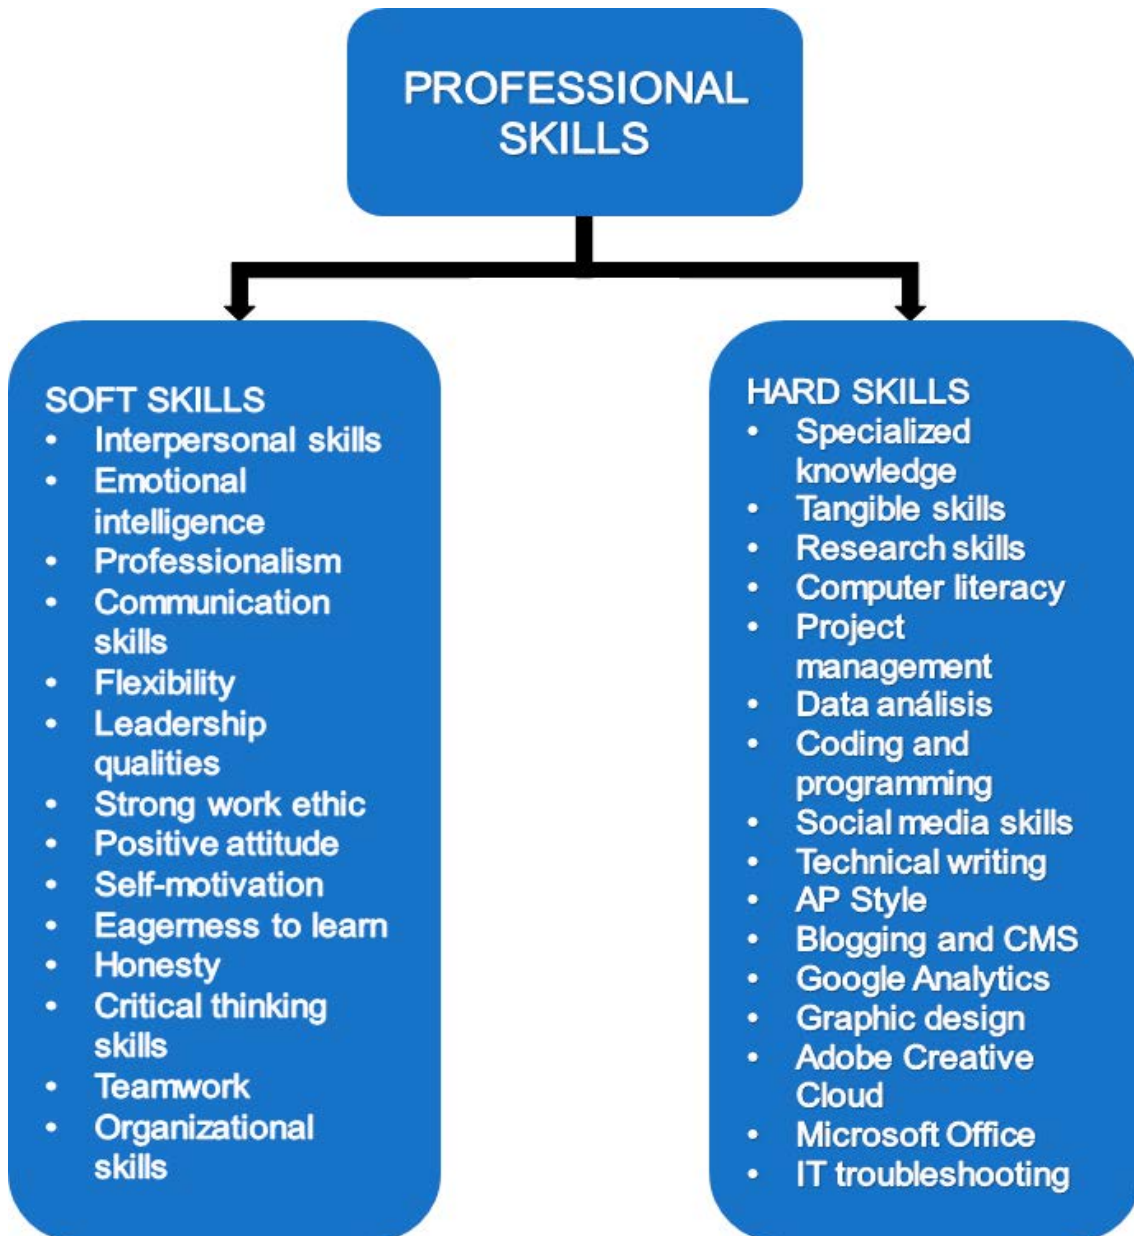 PROFESSIONAL
SKILLS
SOFT SKILLS
• Interpersonal skills
• Emotional
intelligence
• Professionalism
• Communication
skills
• Flexibility
• Leadership
qualities
• Strong work ethic
• Positive attitude
• Self-motivation
• Eagerness to learn
• Honesty
• Critical thinking
skills
• Teamwork
• Organizational
skills
HARD SKILLS
• Specialized
knowledge
• Tangible skills
• Research skills
• Computer literacy
• Project
management
• Data análisis
• Coding and
programming
• Social media skills
• Technical writing
• AP Style
• Blogging and CMS
• Google Analytics
• Graphic design
• Adobe Creative
Cloud
• Microsoft Office
• IT troubleshooting